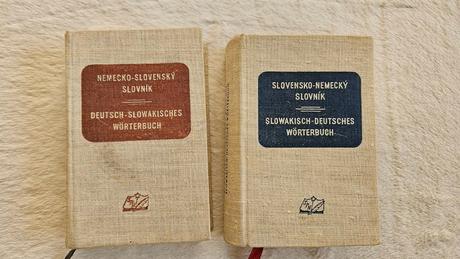 NEMECKO-SLOVENSKÝ
SLOVNÍK
DEUTSCH-SLOWAKISCHES
WÖRTERBUCH
SLOVENSKO-NEMECKÝ
SLOVNÍK
SLOWAKISCH-DEUTSCHES
WÖRTERBUCH